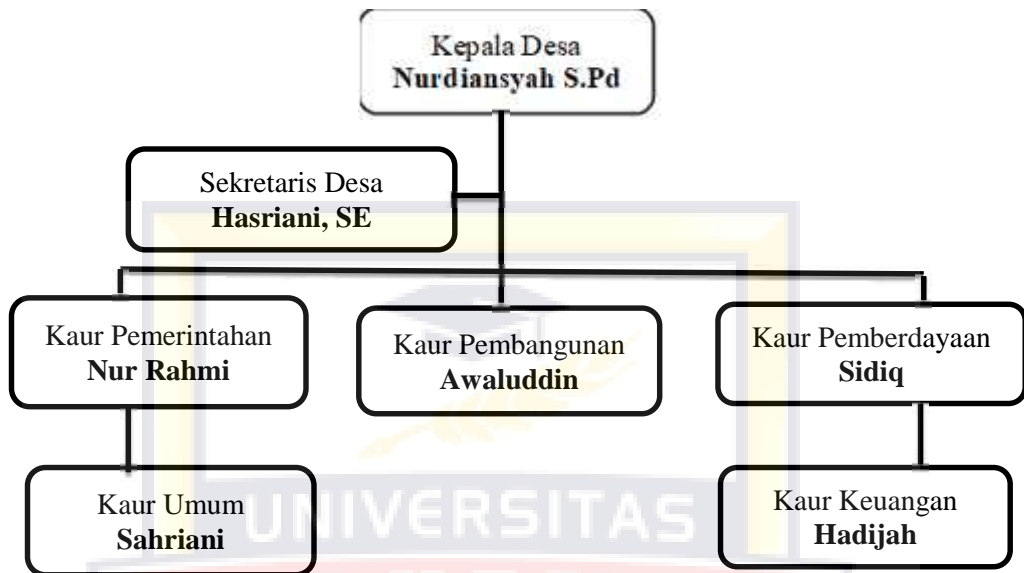 Kepala Desa
Nurdiansyah S.Pd
Sekretaris Desa
Hasriani, SE
Kaur Pemerintahan
Nur Rahmi
Kaur Pembangunan
Awaluddin
Kaur Pemberdayaan
Sidiq
Kaur Umum
Sahriani
Kaur Keuangan
Hadijah
UNIVERSITAS